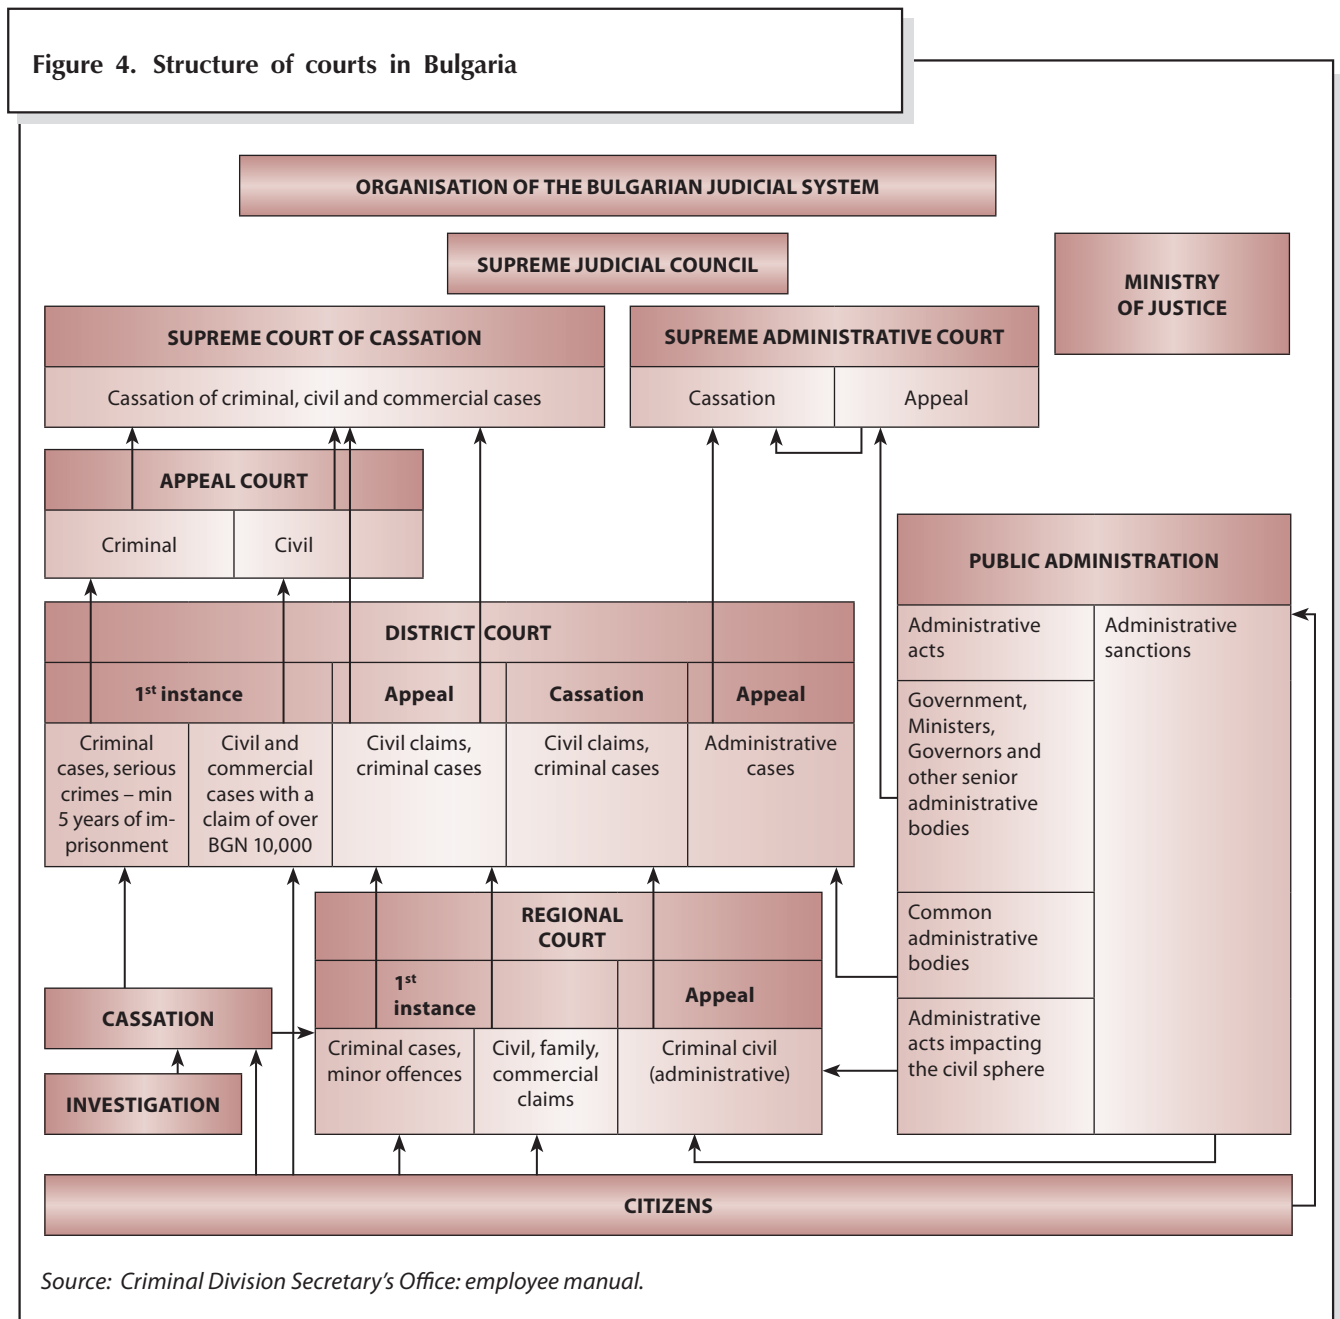 Figure 4. Structure of courts in Bulgaria
ORGANISATION OF THE BULGARIAN JUDICIAL SYSTEM
SUPREME JUDICIAL COUNCIL
MINISTRY
OF JUSTICE
SUPREME COURT OF CASSATION
Cassation of criminal, civil and commercial cases
SUPREME ADMINISTRATIVE COURT
Cassation
Appeal
APPEAL COURT
Criminal
Civil
PUBLIC ADMINISTRATION
Administrative
acts
Administrative
sanctions
Government,
Ministers,
Governors and
other senior
administrative
bodies
Common
administrative
bodies
Administrative
acts impacting
the civil sphere
DISTRICT COURT
1st instance
Appeal
Cassation
Appeal
Criminal
cases, serious
crimes – min
5 years of im-
prisonment
Civil and
commercial
cases with a
claim of over
BGN 10,000
Civil claims,
criminal cases
Civil claims,
criminal cases
Administrative
cases
REGIONAL
COURT
1st
instance
Appeal
Criminal cases,
minor offences
Civil, family,
commercial
claims
Criminal civil
(administrative)
CASSATION
INVESTIGATION
CITIZENS
Source: Criminal Division Secretary's Office: employee manual.